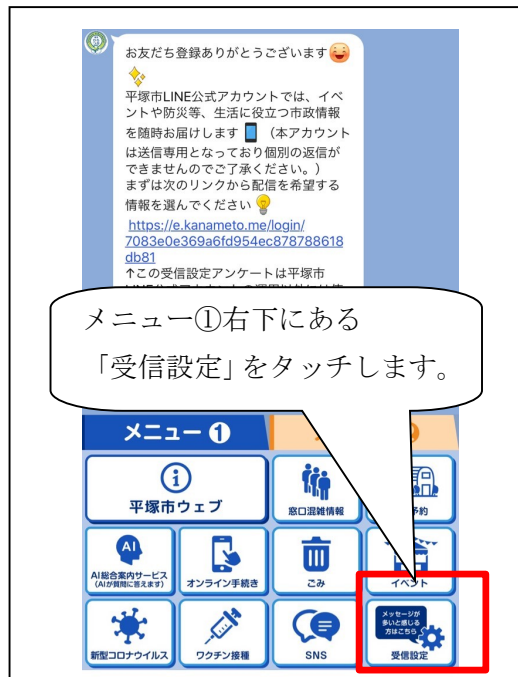 お友だち登録ありがとうございます
平塚市LINE公式アカウントでは、イベ
ントや防災等、生活に役立つ市政情報
を随時お届けします (本アカウント
は送信専用となっており個別の返信が
できませんのでご了承ください。)
まずは次のリンクから配信を希望する
情報を選んでください
https://e.kanameto.me/login/
7083e0e369a6fd954ec878788618
db81
↑この受信設定アンケートは平塚市
メニュー①右下にある
「受信設定」をタッチします。
メニュー ❶
平塚市ウェブ
窓口混雑情報
予約
AI
AI総合案内サービス
(AIが質問に答えます)
オンライン手続き
ごみ
イベント
新型コロナウイルス
ワクチン接種
SNS
メッセージが
多いと感じる
方はこちら
受信設定